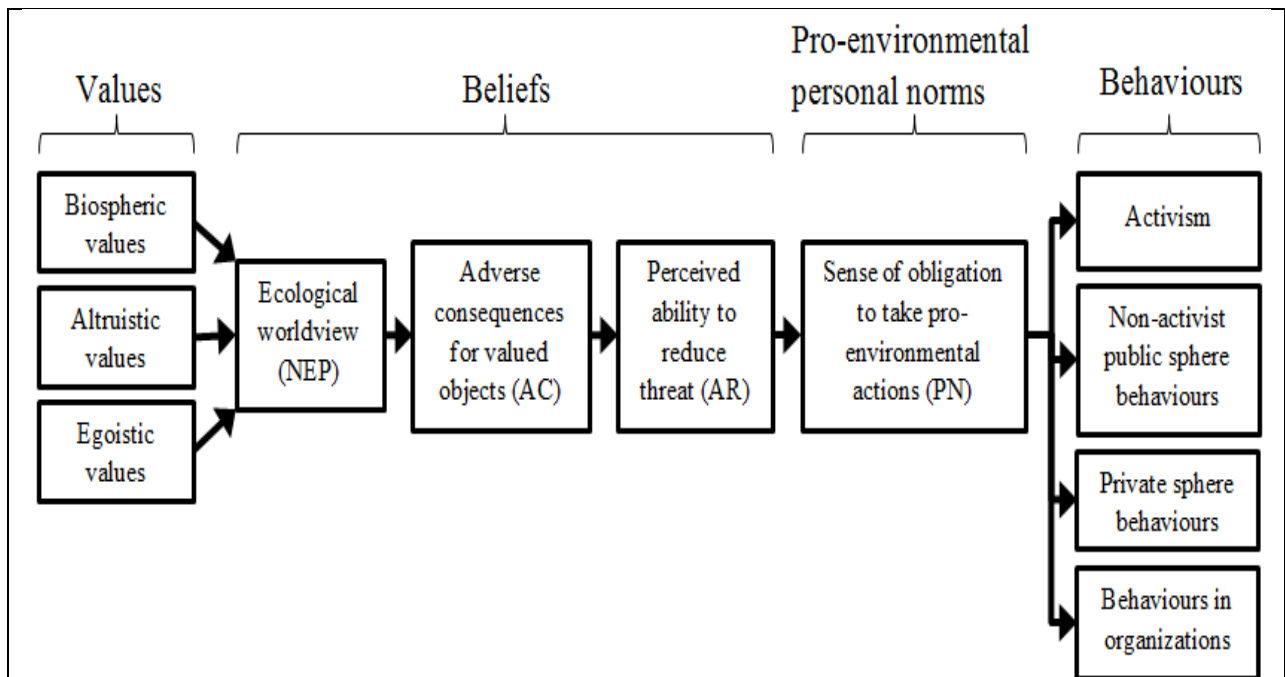 Values
Beliefs
Pro-environmental
personal norms
Behaviours
Biospheric
values
Altruistic
values
Egoistic
values
Ecological
worldview
(NEP)
Adverse
consequences
for valued
objects (AC)
Perceived
ability to
reduce
threat (AR)
Sense of obligation
to take pro-
environmental
actions (PN)
Activism
Non-activist
public sphere
behaviours
Private sphere
behaviours
Behaviours in
organizations